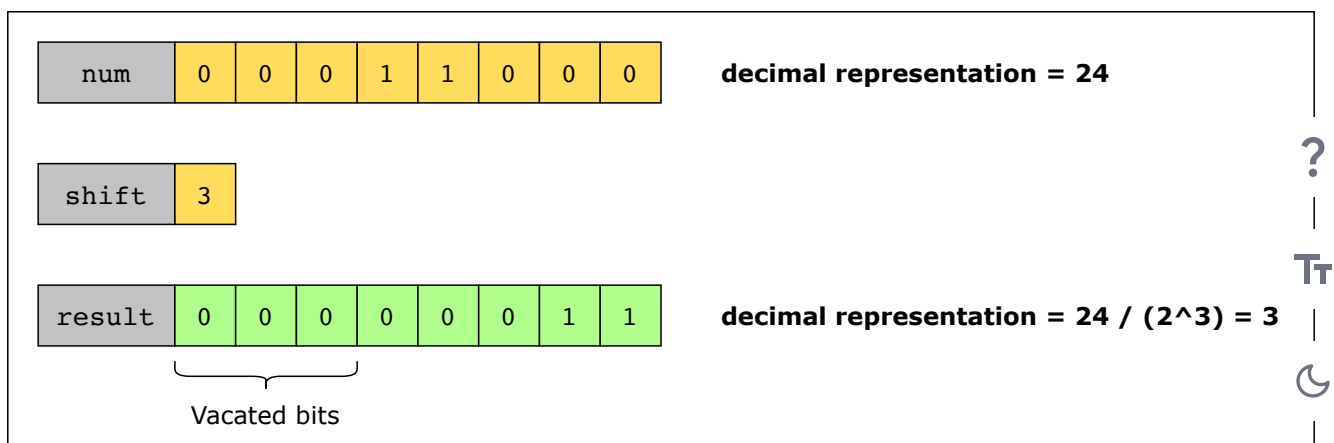 num 0 0 0 1 1 0 0 0 decimal representation = 24
?
shift 3
Tт
result 0 0 0 0 0 0 1 1 decimal representation = 24 / (2^3) = 3
Vacated bits